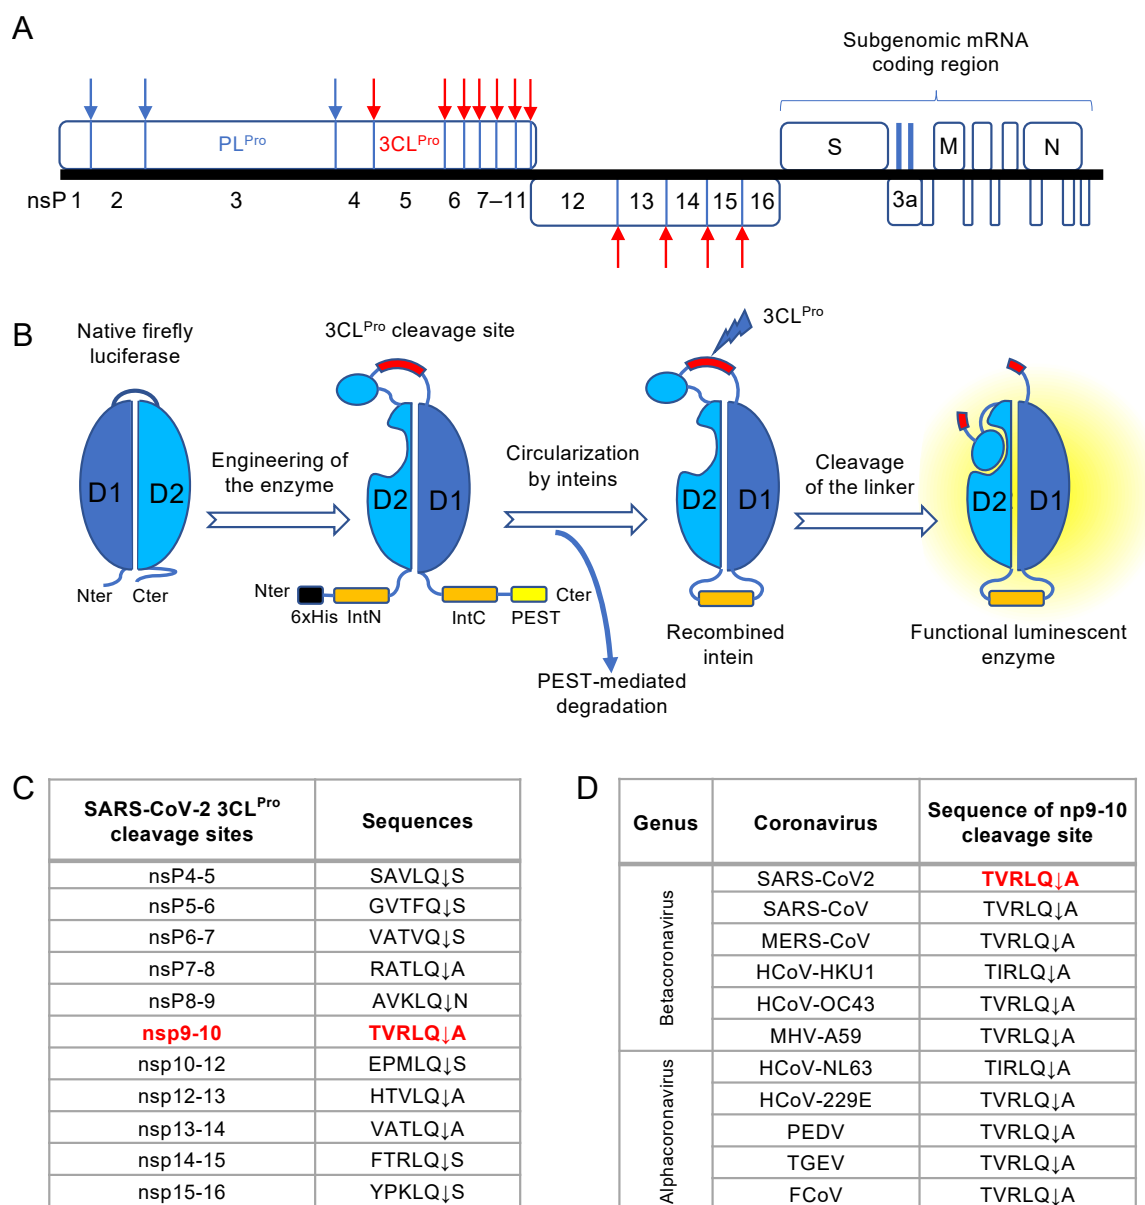 A
Subgenomic mRNA
coding region
PLPro
3CLPro
S
M
N
nsP 1 2 3 4 5 6 7–11 12 13 14 15 16 3a
B
Native firefly
luciferase
3CLPro cleavage site
3CLPro
Engineering of
the enzyme
Circularization
by inteins
Cleavage
of the linker
D1 D2
D2 D1
D2 D1
D2 D1
Nter Cter
Nter
6xHis IntN
IntC PEST
Cter
Recombined
intein
Functional luminescent
enzyme
PEST-mediated
degradation
C
SARS-CoV-2 3CLPro
cleavage sites
Sequences
nsP4-5 SAVLQ↓S
nsP5-6 GVTFQ↓S
nsP6-7 VATVQ↓S
nsP7-8 RATLQ↓A
nsP8-9 AVKLQ↓N
nsp9-10 TVRLQ↓A
nsp10-12 EPMLQ↓S
nsp12-13 HTVLQ↓A
nsp13-14 VATLQ↓A
nsp14-15 FTRLQ↓S
nsp15-16 YPKLQ↓S
D
Genus
Coronavirus
Sequence of np9-10
cleavage site
Betacoronavirus
SARS-CoV2 TVRLQ↓A
SARS-CoV TVRLQ↓A
MERS-CoV TVRLQ↓A
HCoV-HKU1 TIRLQ↓A
HCoV-OC43 TVRLQ↓A
MHV-A59 TVRLQ↓A
Alphacoronavirus
HCoV-NL63 TIRLQ↓A
HCoV-229E TVRLQ↓A
PEDV TVRLQ↓A
TGEV TVRLQ↓A
FCoV TVRLQ↓A